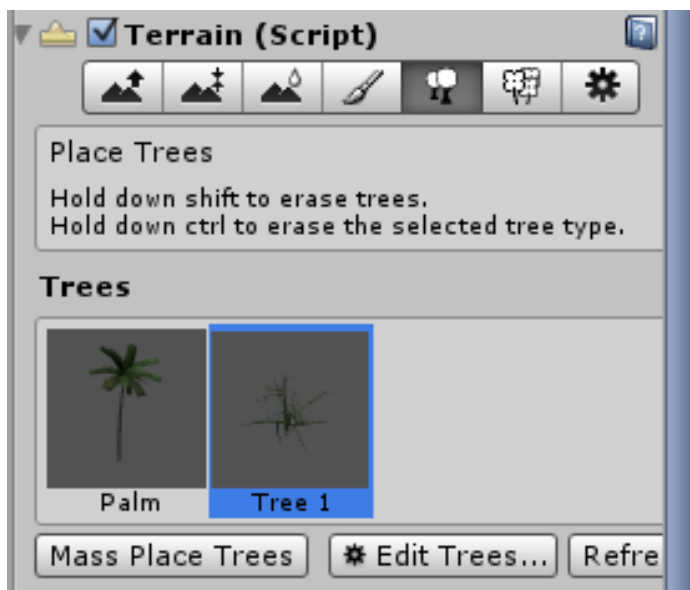 Terrain (Script)
Place Trees
Hold down shift to erase trees.
Hold down ctrl to erase the selected tree type.
Trees
Palm Tree 1
Mass Place Trees Edit Trees... Refre